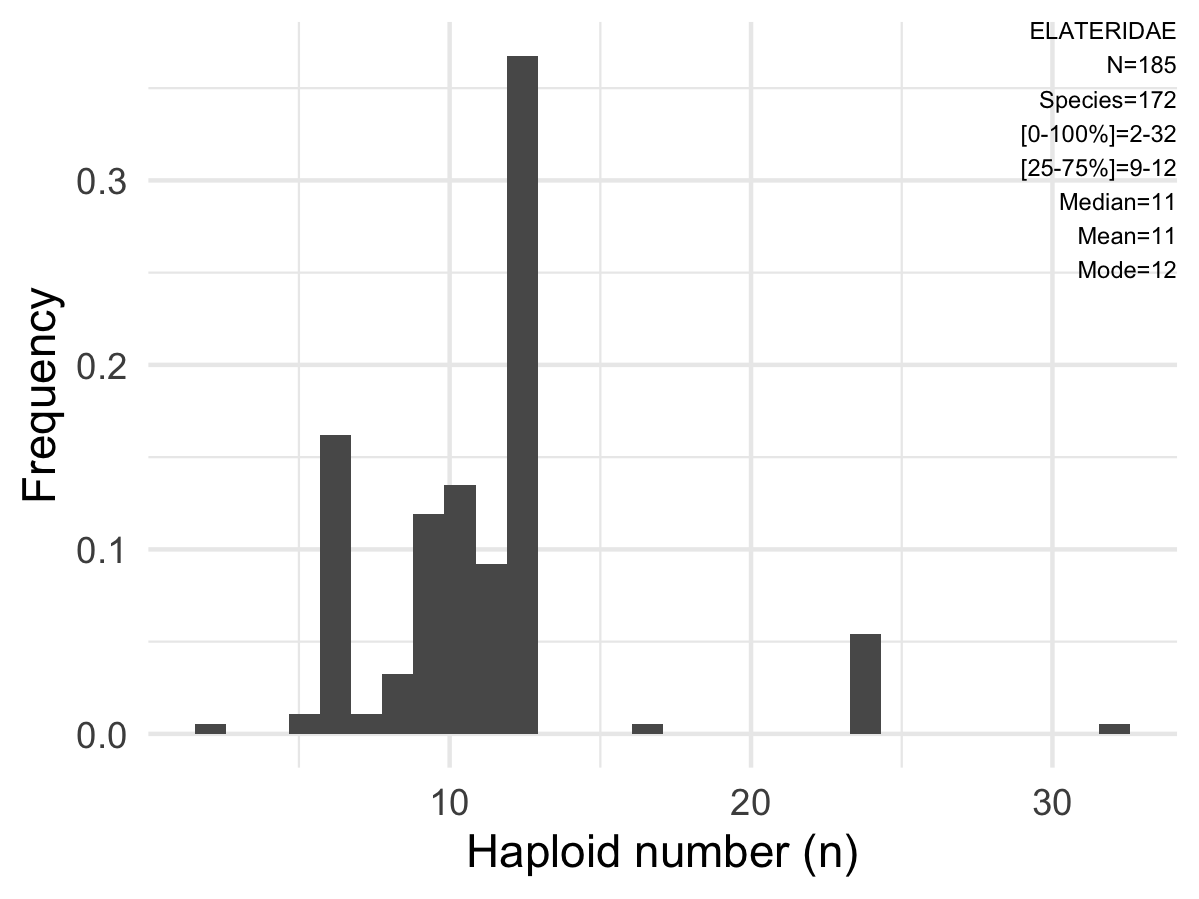 ELATERIDAE
N=185
Species=172
[0-100%]=2-32
[25-75%]=9-12
Median=11
Mean=11
Mode=12
Frequency
0.3
0.2
0.1
0.0
10 20 30
Haploid number (n)